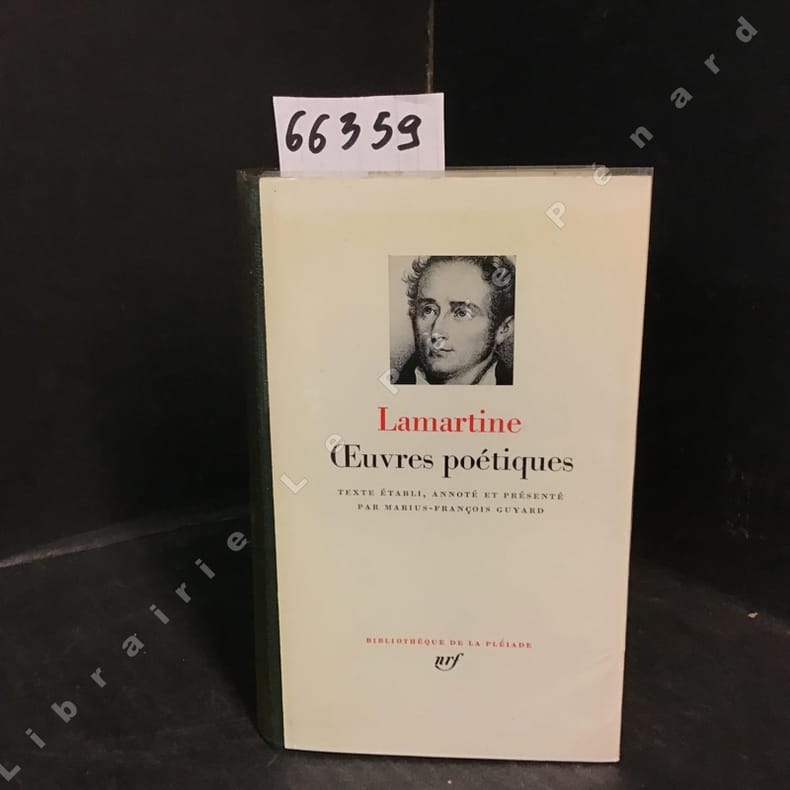 66359
Lamartine
Œuvres poétiques
TEXTE ÉTABLI, ANNOTÉ ET PRÉSENTÉ
PAR MARIUS-FRANÇOIS GUYARD
BIBLIOTHÈQUE DE LA PLÉIADE
nrf
Librairie Le Père Pénard